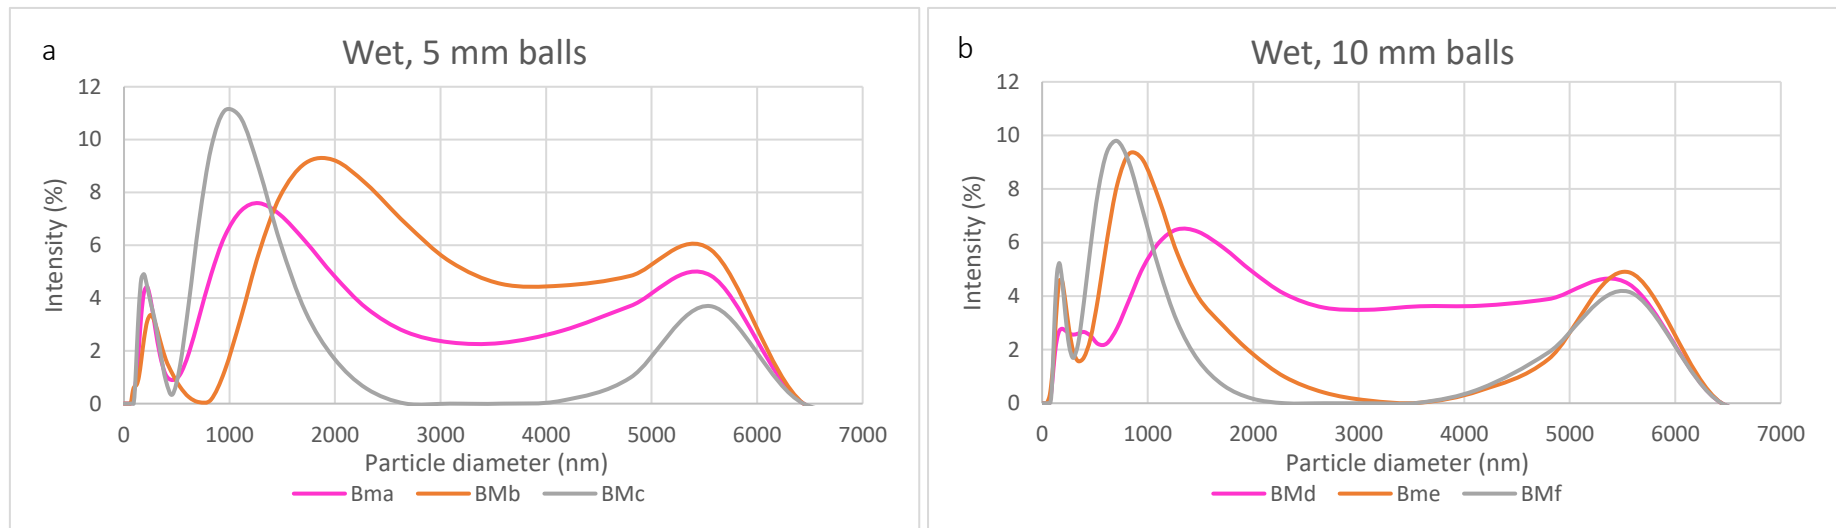 a
Wet, 5 mm balls
Intensity (%)
12
10
8
6
4
2
0
0 1000 2000 3000 4000 5000 6000 7000
Particle diameter (nm)
Bma BMb BMc
b
Wet, 10 mm balls
Intensity (%)
12
10
8
6
4
2
0
0 1000 2000 3000 4000 5000 6000 7000
Particle diameter (nm)
BMd Bme BMf